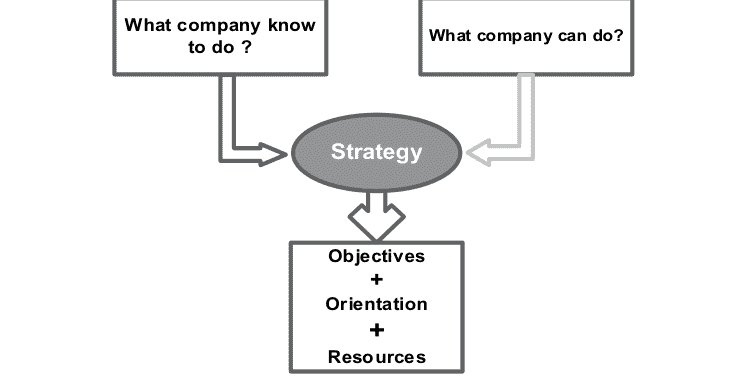 What company know
to do ?
What company can do?
Strategy
Objectives
+
Orientation
+
Resources